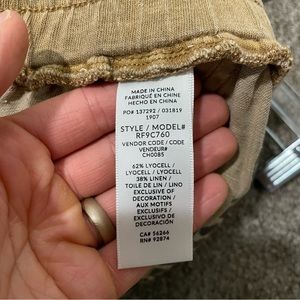 MADE IN CHINA
FABRIQUÉ EN CHINE
HECHO EN CHINA
PO# 137292 / 031819
1907
STYLE / MODEL#
RF9C760
VENDOR CODE / CODE
VENDEUR#
CH0085
62% LYOCELL /
LYOCELL / LYOCELL
38% LINEN /
TOILE DE LIN / LINO
EXCLUSIVE OF
DECORATION /
AUX MOTIFS
EXCLUSIFS /
EXCLUSIVO DE
DECORACIÓN
CA# 56266
RN# 92874